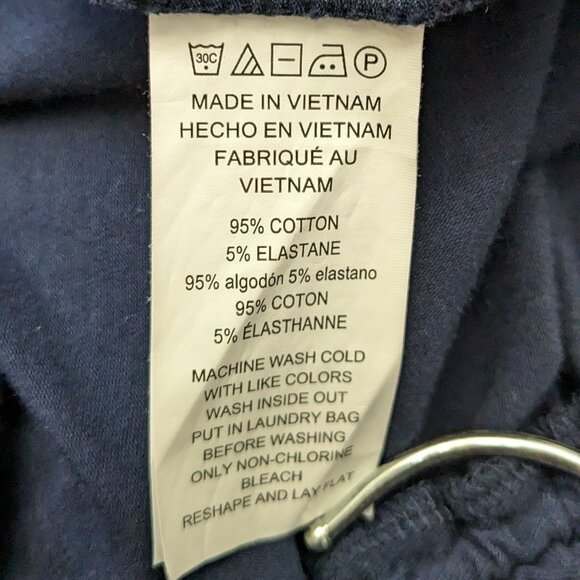 30C P
MADE IN VIETNAM
HECHO EN VIETNAM
FABRIQUÉ AU
VIETNAM
95% COTTON
5% ELASTANE
95% algodón 5% elastano
95% COTON
5% ÉLASTHANNE
MACHINE WASH COLD
WITH LIKE COLORS
WASH INSIDE OUT
PUT IN LAUNDRY BAG
BEFORE WASHING
ONLY NON-CHLORINE
BLEACH
RESHAPE AND LAY FLAT